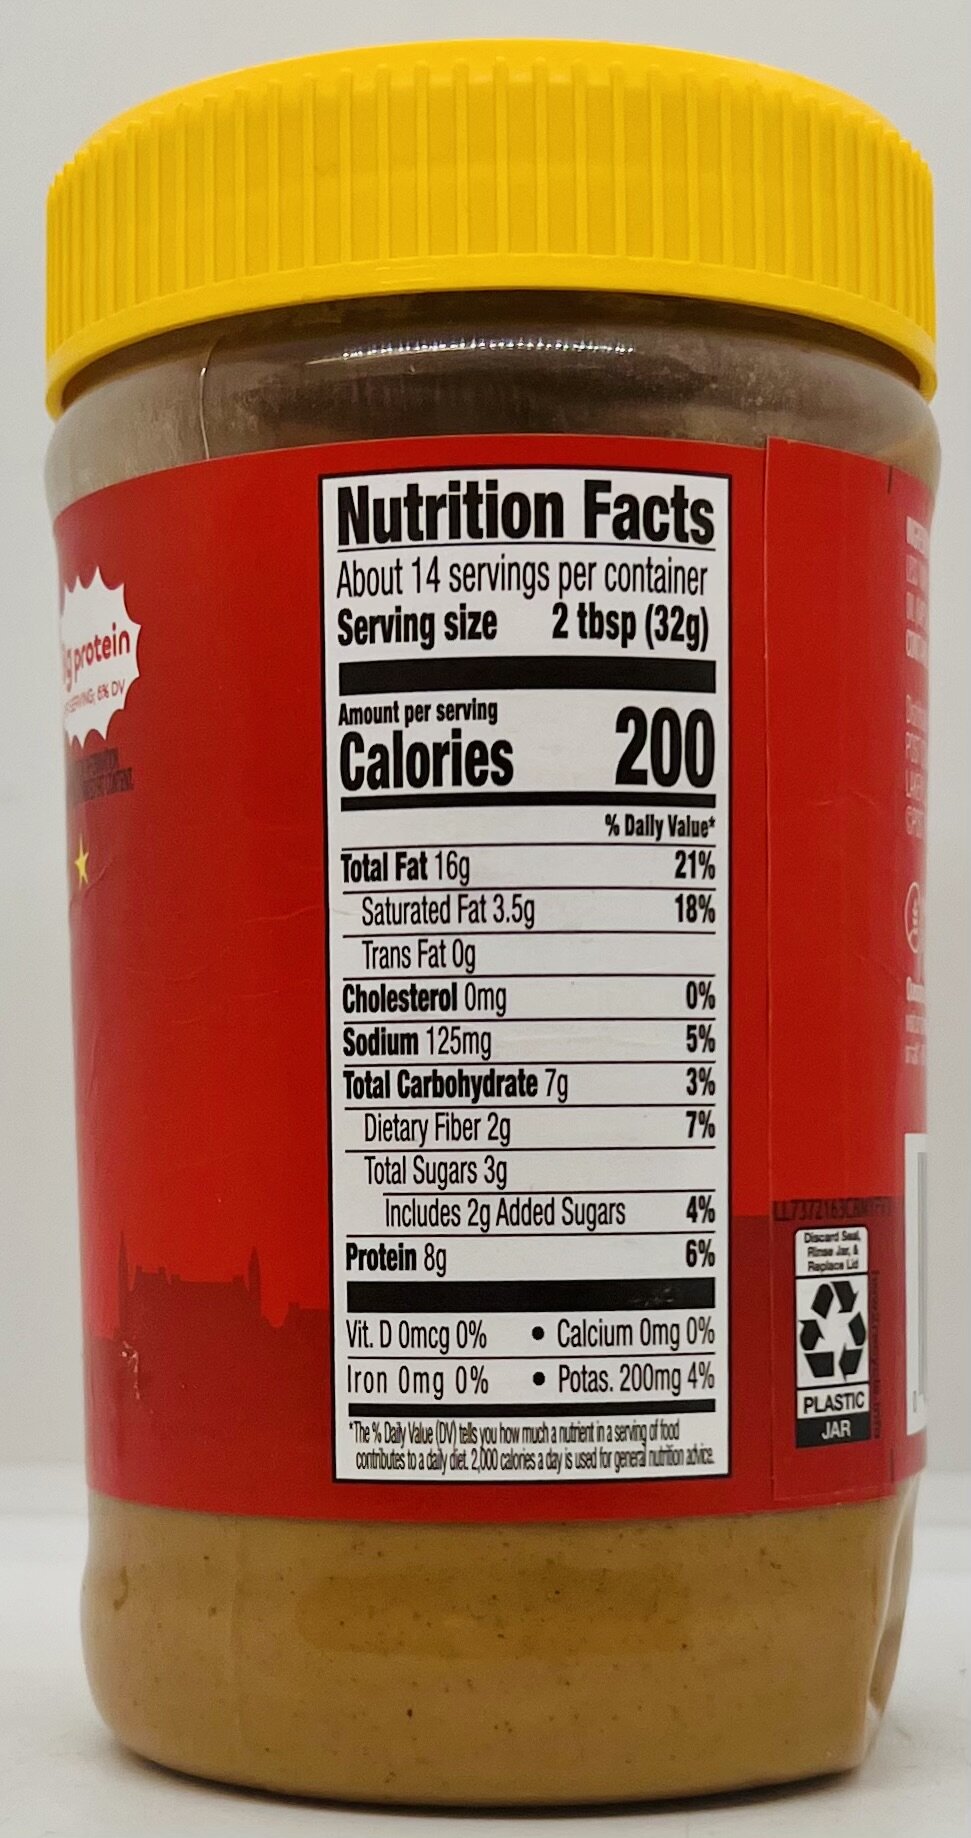 protein
SERVING; 6% DV
Nutrition Facts
About 14 servings per container
Serving size 2 tbsp (32g)
Amount per serving
Calories 200
% Daily Value*
Total Fat 16g 21%
Saturated Fat 3.5g 18%
Trans Fat 0g
Cholesterol 0mg 0%
Sodium 125mg 5%
Total Carbohydrate 7g 3%
Dietary Fiber 2g 7%
Total Sugars 3g
Includes 2g Added Sugars 4%
Protein 8g 6%
Vit. D 0mcg 0% • Calcium 0mg 0%
Iron 0mg 0% • Potas. 200mg 4%
*The % Daily Value (DV) tells you how much a nutrient in a serving of food
contributes to a daily diet. 2,000 calories a day is used for general nutrition advice.
Discard Seal,
Rinse Jar, &
Replace Lid
PLASTIC
JAR